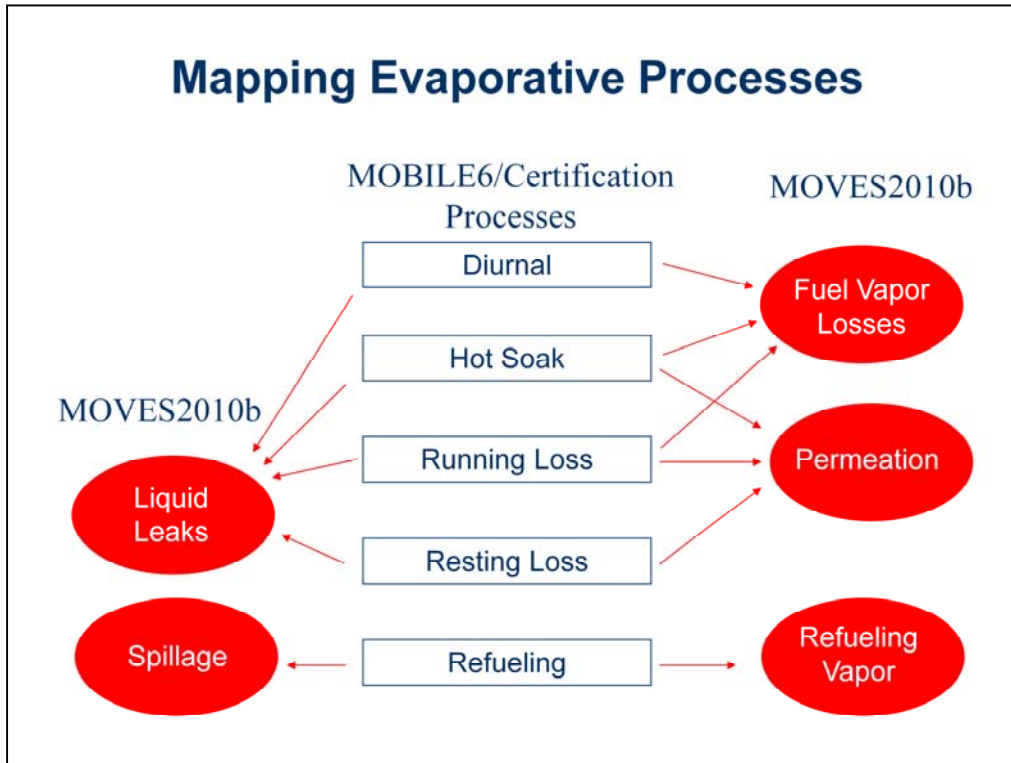 Mapping Evaporative Processes
MOBILE6/Certification
Processes
MOVES2010b
Diurnal
Fuel Vapor
Losses
Hot Soak
MOVES2010b
Running Loss
Permeation
Liquid
Leaks
Resting Loss
Spillage
Refueling
Refueling
Vapor